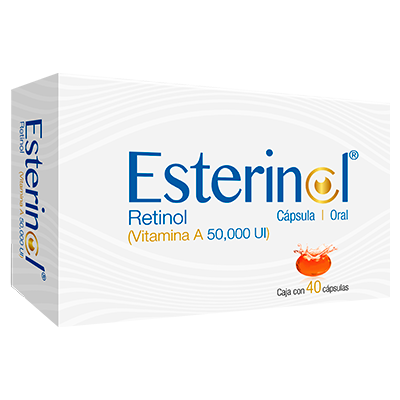 Esterinol®
Retinol
(Vitamina A 50,000 UI)
Cápsula | Oral
Caja con 40 cápsulas
Esterinol
Retinol
(Vitamina A 50,000 UI)